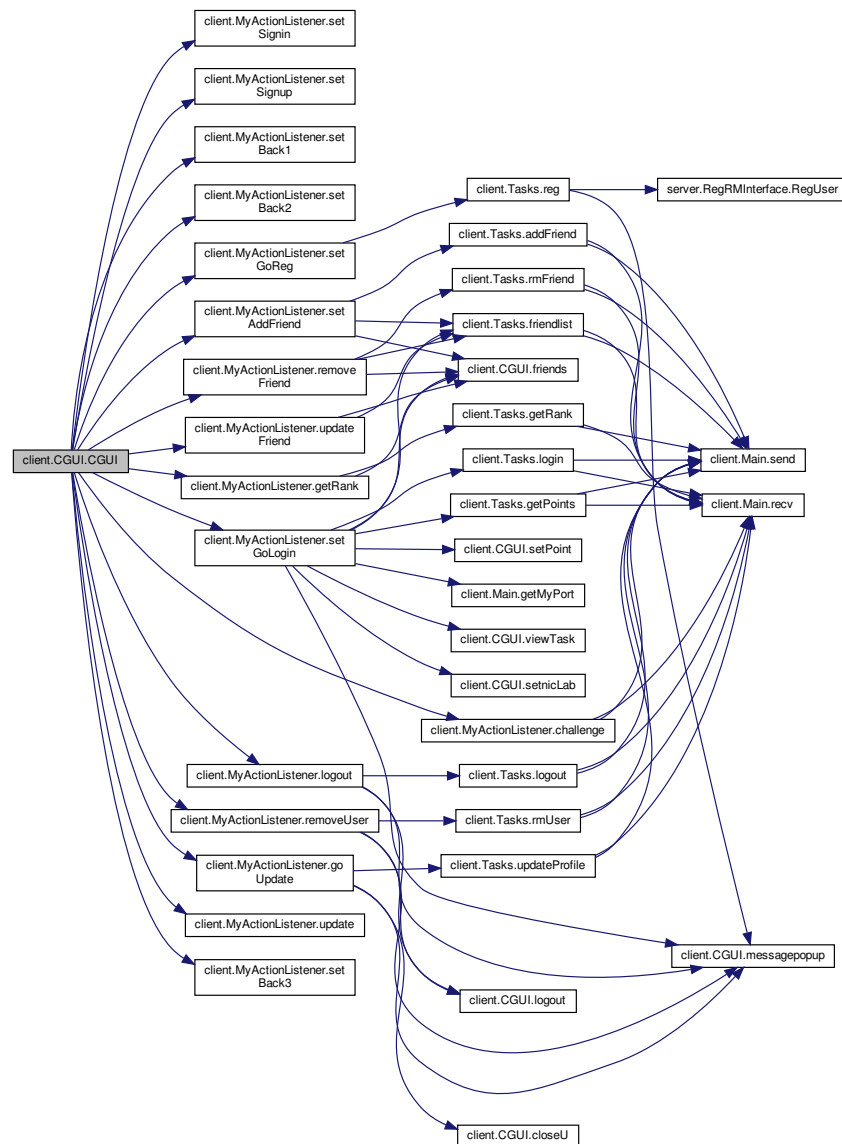 client.MyActionListener.set
Signin
client.MyActionListener.set
Signup
client.MyActionListener.set
Back1
client.MyActionListener.set
Back2
client.MyActionListener.set
GoReg
client.MyActionListener.set
AddFriend
client.MyActionListener.remove
Friend
client.MyActionListener.update
Friend
client.CGUI.CGUI
client.MyActionListener.getRank
client.MyActionListener.set
GoLogin
client.MyActionListener.logout
client.MyActionListener.removeUser
client.MyActionListener.go
Update
client.MyActionListener.update
client.MyActionListener.set
Back3
client.Tasks.reg
client.Tasks.addFriend
client.Tasks.rmFriend
client.Tasks.friendlist
client.CGUI.friends
client.Tasks.getRank
client.Tasks.login
client.Tasks.getPoints
client.CGUI.setPoint
client.Main.getMyPort
client.CGUI.viewTask
client.CGUI.setnicLab
client.MyActionListener.challenge
client.Tasks.logout
client.Tasks.rmUser
client.Tasks.updateProfile
client.CGUI.logout
client.CGUI.closeU
server.RegRMInterface.RegUser
client.Main.send
client.Main.recv
client.CGUI.messagepopup